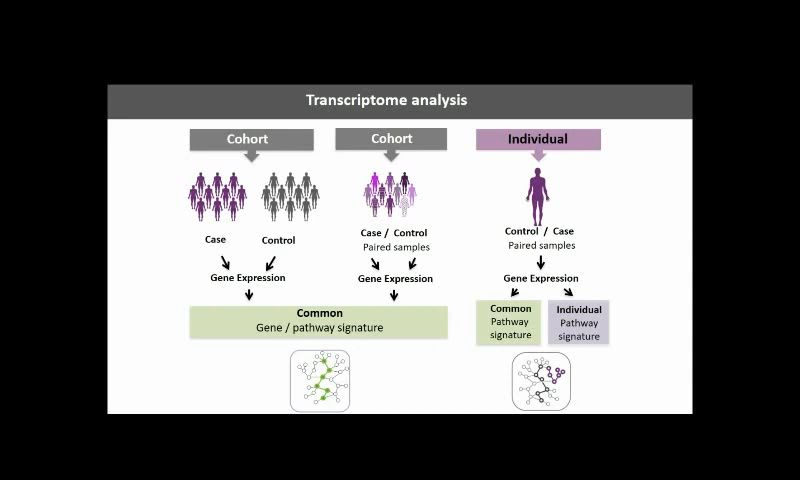 Transcriptome analysis
Cohort
Cohort
Individual
Case
Control
Case / Control
Paired samples
Control / Case
Paired samples
Gene Expression
Gene Expression
Gene Expression
Common
Gene / pathway signature
Common
Pathway
signature
Individual
Pathway
signature